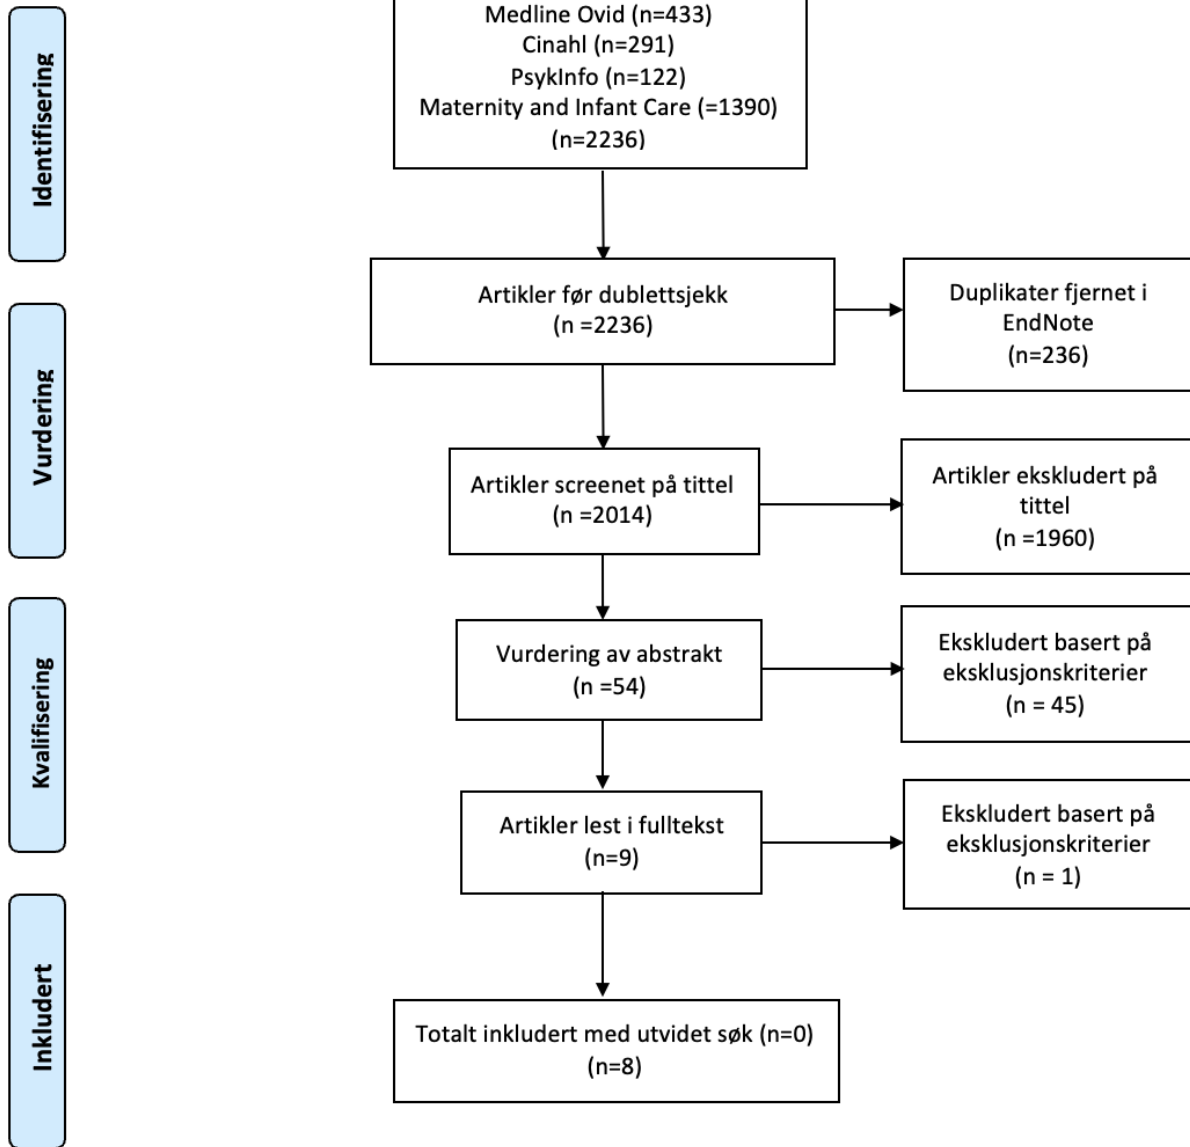 Identifisering
Medline Ovid (n=433)
Cinahl (n=291)
PsykInfo (n=122)
Maternity and Infant Care (=1390)
(n=2236)
Vurdering
Artikler før dublettsjekk
(n =2236)
Duplikater fjernet i
EndNote
(n=236)
Artikler screenet på tittel
(n =2014)
Artikler ekskludert på
tittel
(n =1960)
Kvalifisering
Vurdering av abstrakt
(n =54)
Ekskludert basert på
eksklusjonskriterier
(n = 45)
Artikler lest i fulltekst
(n=9)
Ekskludert basert på
eksklusjonskriterier
(n = 1)
Inkludert
Totalt inkludert med utvidet søk (n=0)
(n=8)